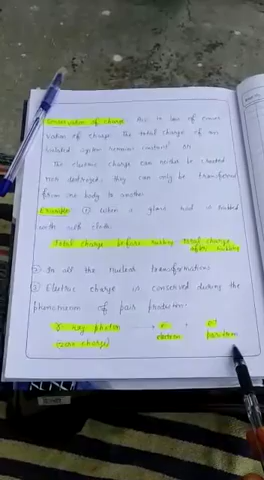 Conservation of charge This is law of conser
vation of charge the total charge of an
isolated system remains constant or
The electric charge can neither be created
nor destroyed. They can only be transferred
from one body to another
Example ① when a glass rod is rubbed
with silk cloth
Total charge before rubbing Total charge
after rubbing
② In all the nuclear transformations
③ Electric charge is conserved during the
phenomenon of pair production
γ ray photon → e⁻ + e⁺
(zero charge) electron positron